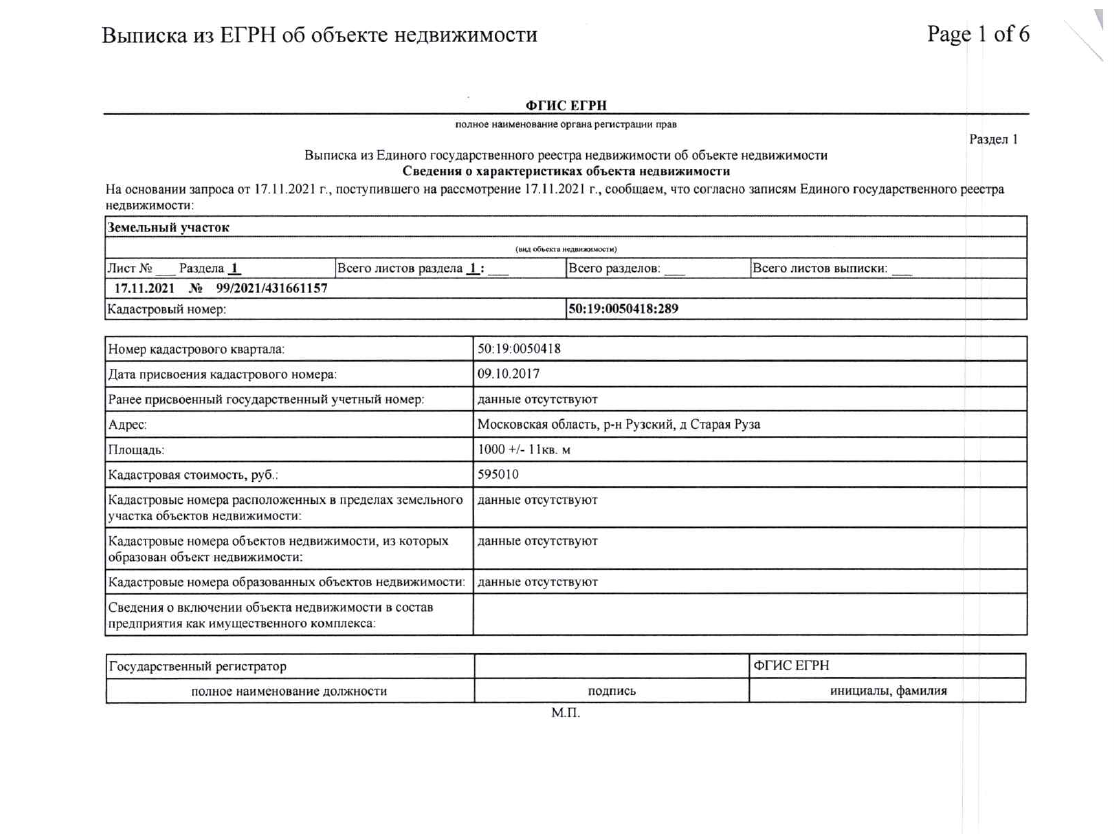 Выписка из ЕГРН об объекте недвижимости Page 1 of 6
ФГИС ЕГРН
полное наименование органа регистрации прав
Раздел 1
Выписка из Единого государственного реестра недвижимости об объекте недвижимости
Сведения о характеристиках объекта недвижимости
На основании запроса от 17.11.2021 г., поступившего на рассмотрение 17.11.2021 г., сообщаем, что согласно записям Единого государственного реестра
недвижимости:
Земельный участок
(вид объекта недвижимости)
Лист № ___ Раздела 1 Всего листов раздела 1 : ___ Всего разделов: ___ Всего листов выписки: ___
17.11.2021 № 99/2021/431661157
Кадастровый номер: 50:19:0050418:289
Номер кадастрового квартала: 50:19:0050418
Дата присвоения кадастрового номера: 09.10.2017
Ранее присвоенный государственный учетный номер: данные отсутствуют
Адрес: Московская область, р-н Рузский, д Старая Руза
Площадь: 1000 +/- 11кв. м
Кадастровая стоимость, руб.: 595010
Кадастровые номера расположенных в пределах земельного данные отсутствуют
участка объектов недвижимости:
Кадастровые номера объектов недвижимости, из которых данные отсутствуют
образован объект недвижимости:
Кадастровые номера образованных объектов недвижимости: данные отсутствуют
Сведения о включении объекта недвижимости в состав
предприятия как имущественного комплекса:
Государственный регистратор ФГИС ЕГРН
полное наименование должности подпись инициалы, фамилия
М.П.